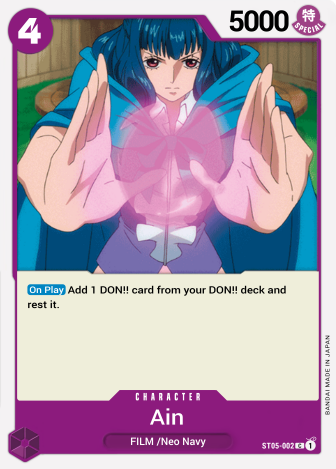 4
5000
特
SPECIAL
On Play Add 1 DON!! card from your DON!! deck and
rest it.
BANDAI MADE IN JAPAN
CHARACTER
Ain
FILM /Neo Navy
ST05-002 C 1